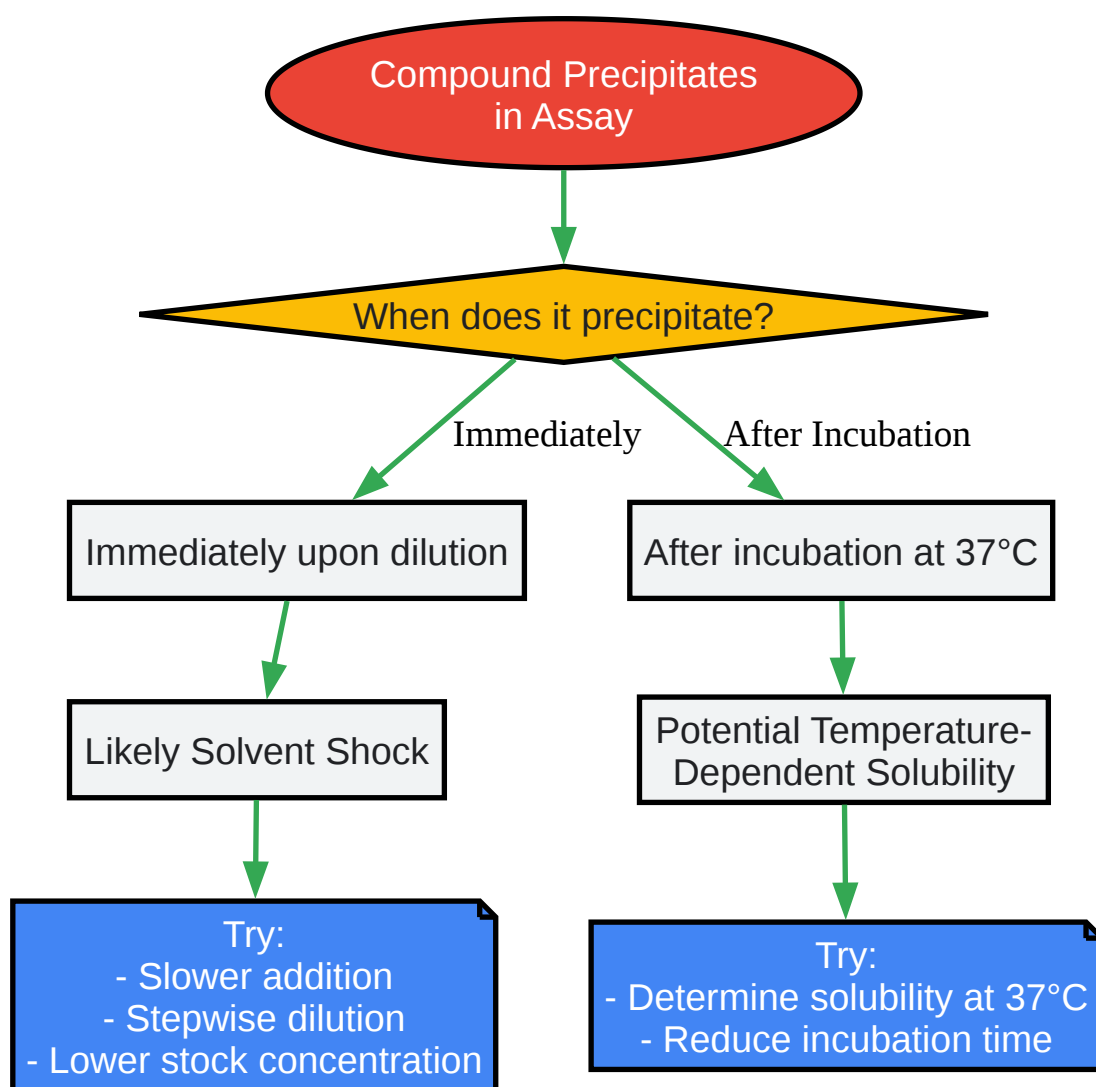 Compound Precipitates
in Assay
When does it precipitate?
Immediately
After Incubation
Immediately upon dilution
After incubation at 37°C
Likely Solvent Shock
Potential Temperature-
Dependent Solubility
Try:
- Slower addition
- Stepwise dilution
- Lower stock concentration
Try:
- Determine solubility at 37°C
- Reduce incubation time